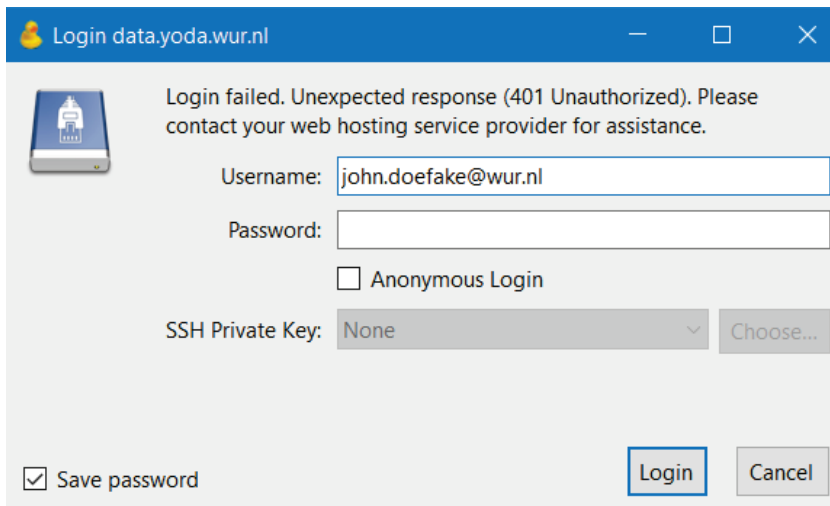 Login data.yoda.wur.nl
Login failed. Unexpected response (401 Unauthorized). Please
contact your web hosting service provider for assistance.
Username: john.doefake@wur.nl
Password:
Anonymous Login
SSH Private Key: None Choose...
Save password Login Cancel